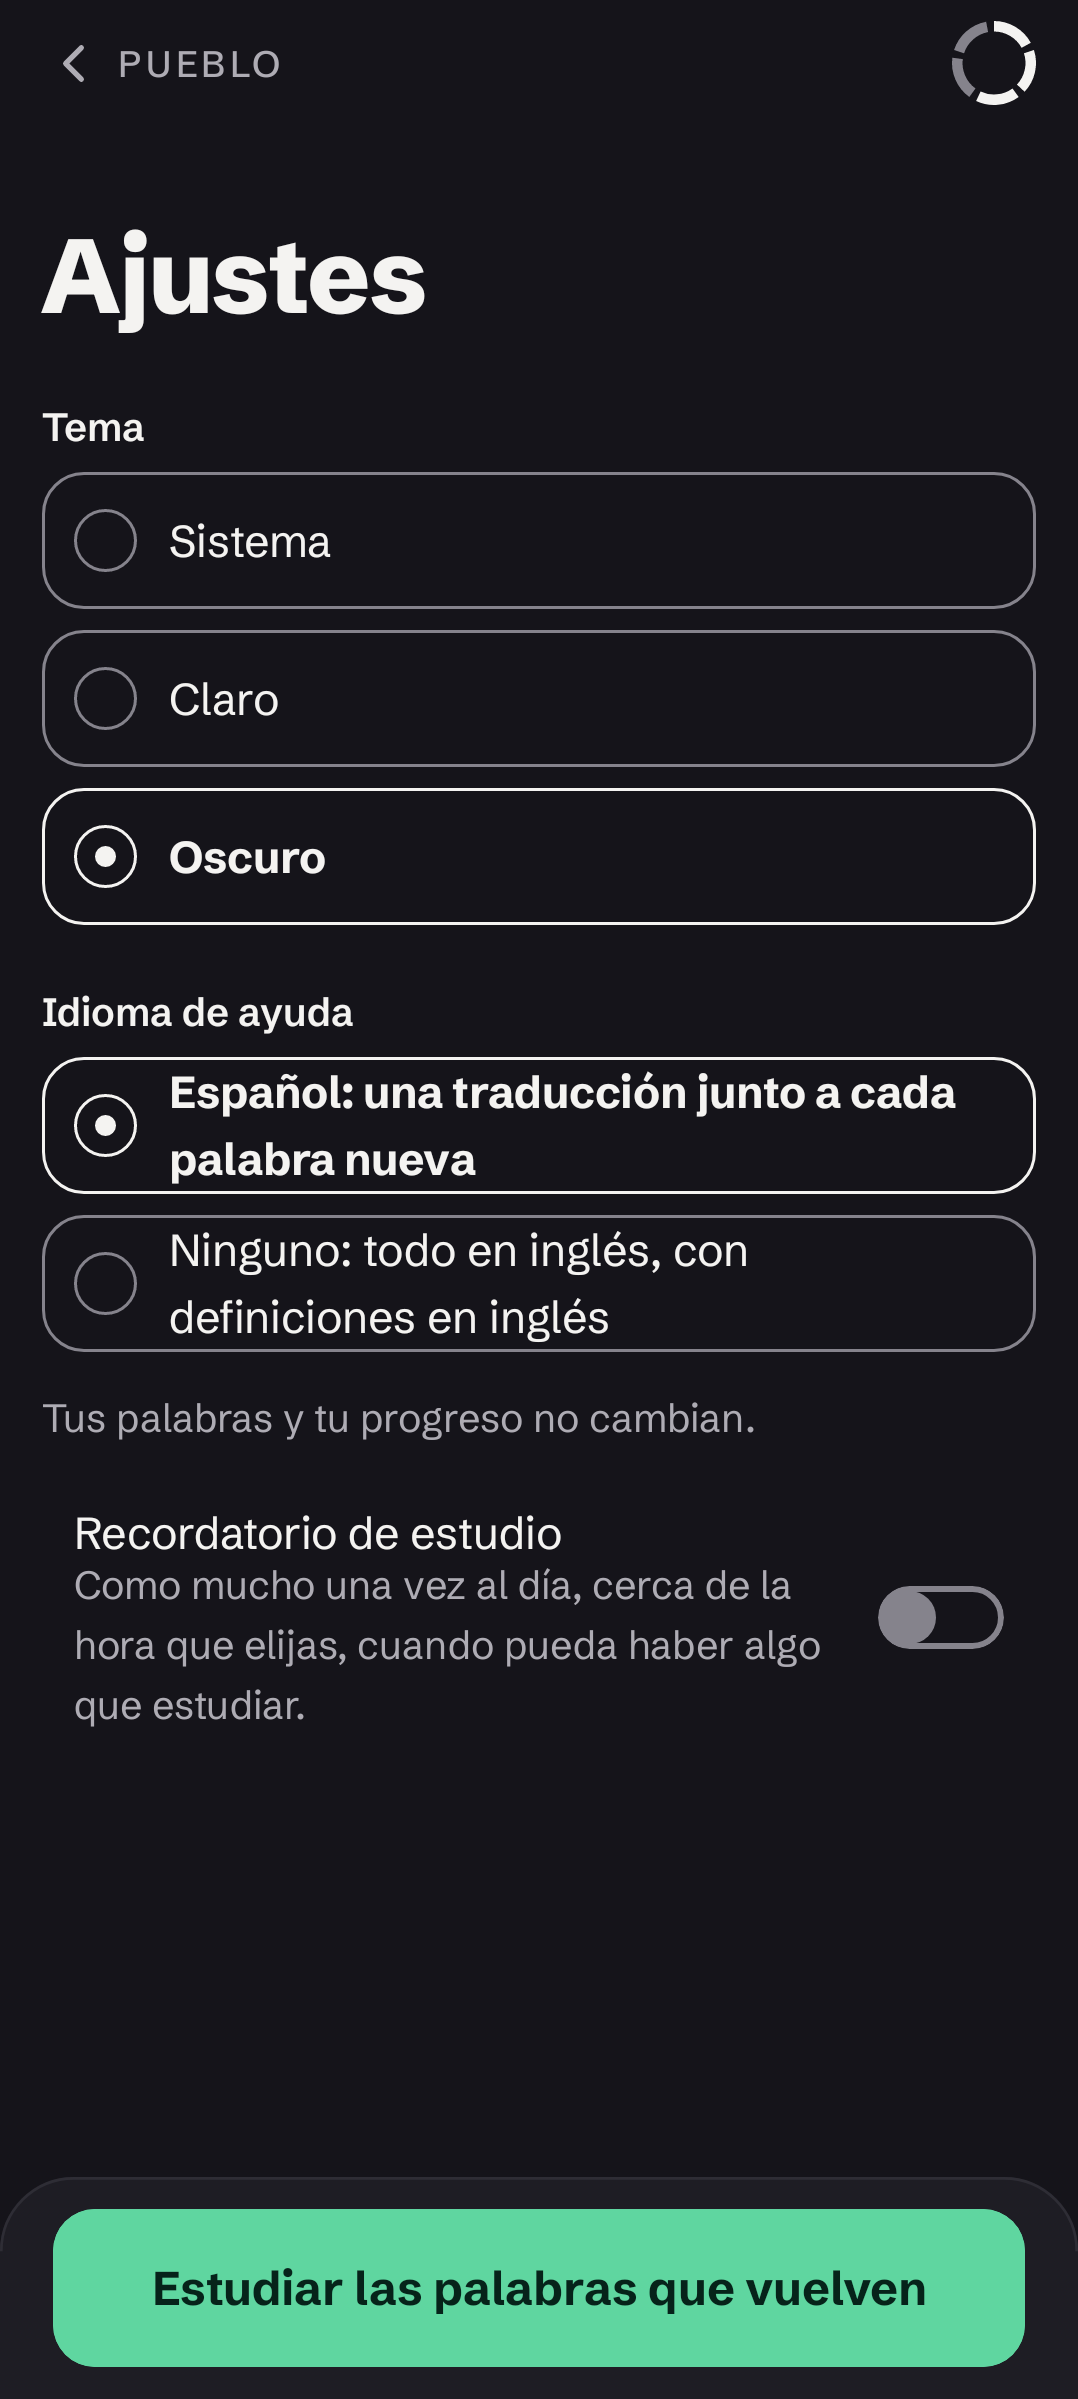 PUEBLO
Ajustes
Tema
Sistema
Claro
Oscuro
Idioma de ayuda
Español: una traducción junto a cada
palabra nueva
Ninguno: todo en inglés, con
definiciones en inglés
Tus palabras y tu progreso no cambian.
Recordatorio de estudio
Como mucho una vez al día, cerca de la
hora que elijas, cuando pueda haber algo
que estudiar.
Estudiar las palabras que vuelven